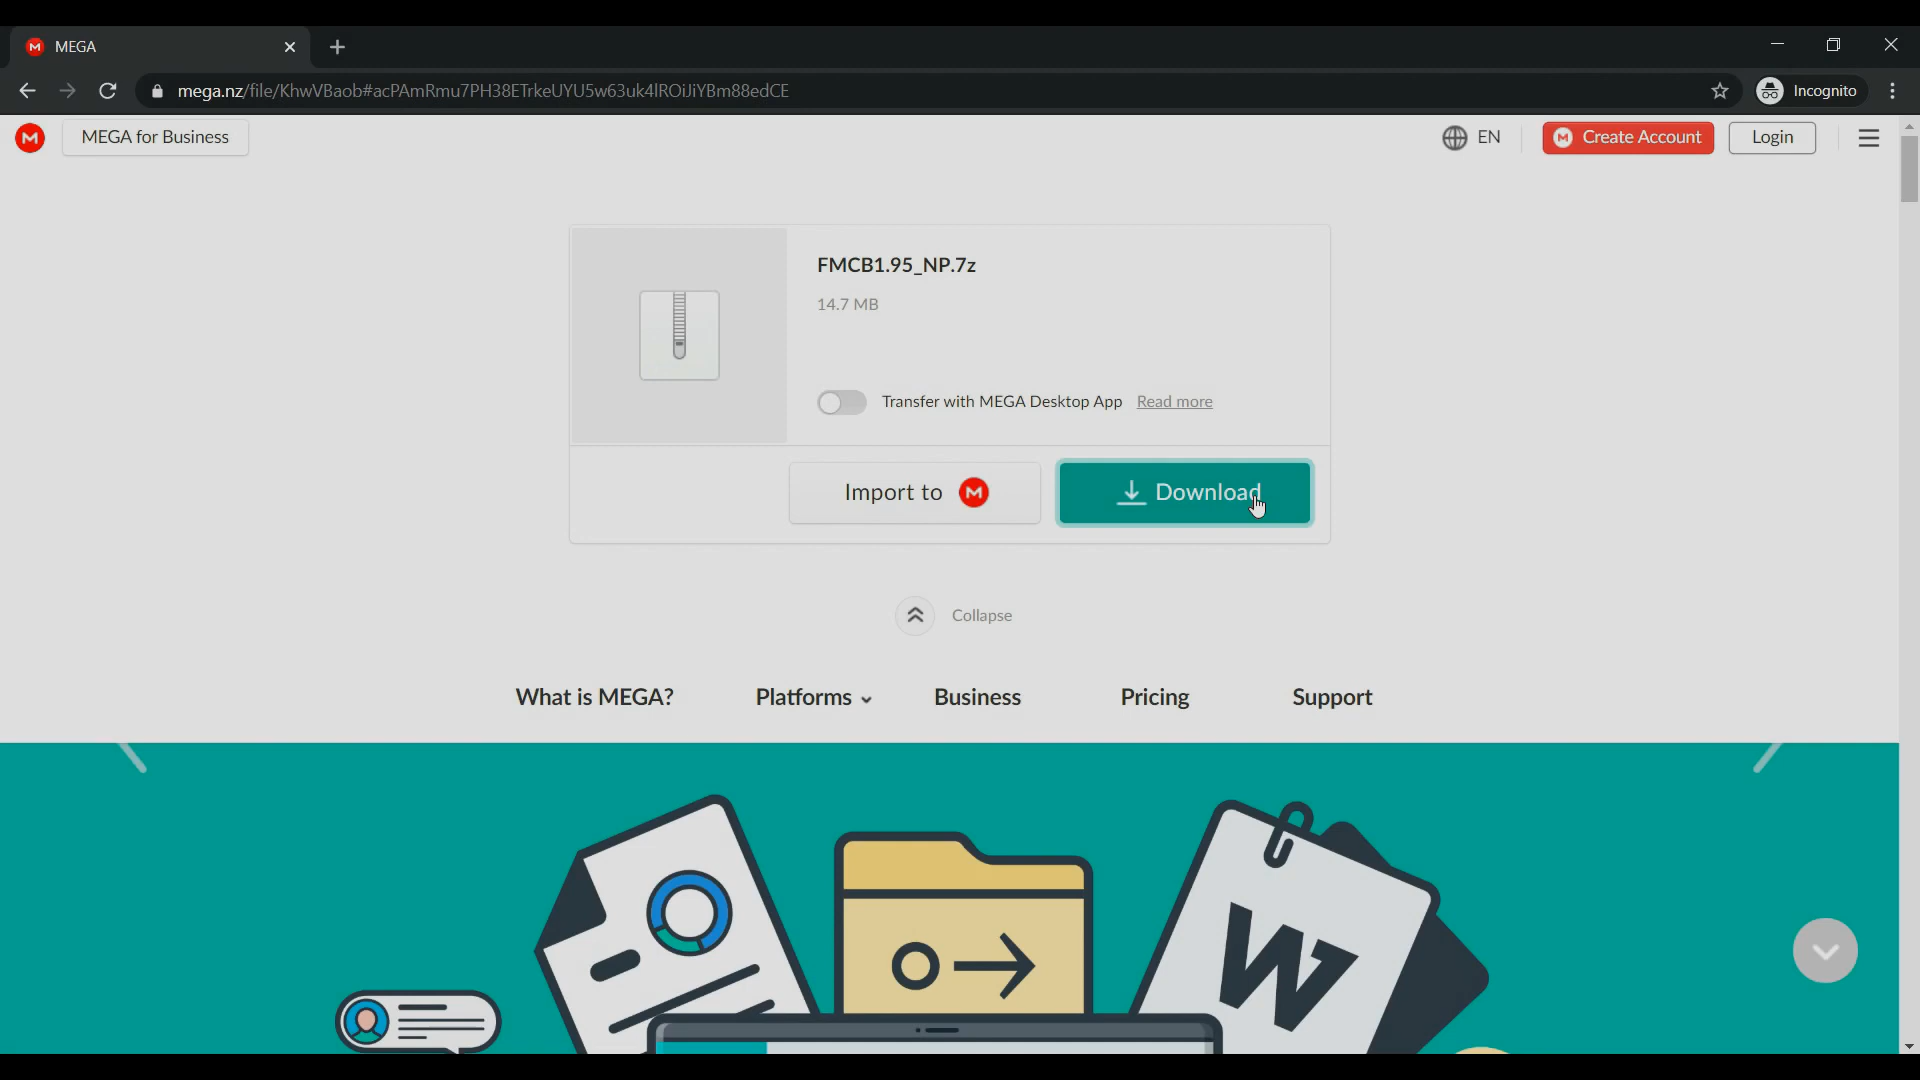 MEGA
mega.nz/file/KhwVBaob#acPAmRmu7PH38ETrkeUYU5w63uk4lROiJiYBm88edCE
Incognito
MEGA for Business
EN
Create Account
Login
FMCB1.95_NP.7z
14.7 MB
Transfer with MEGA Desktop App Read more
Import to
Download
Collapse
What is MEGA? Platforms Business Pricing Support
W